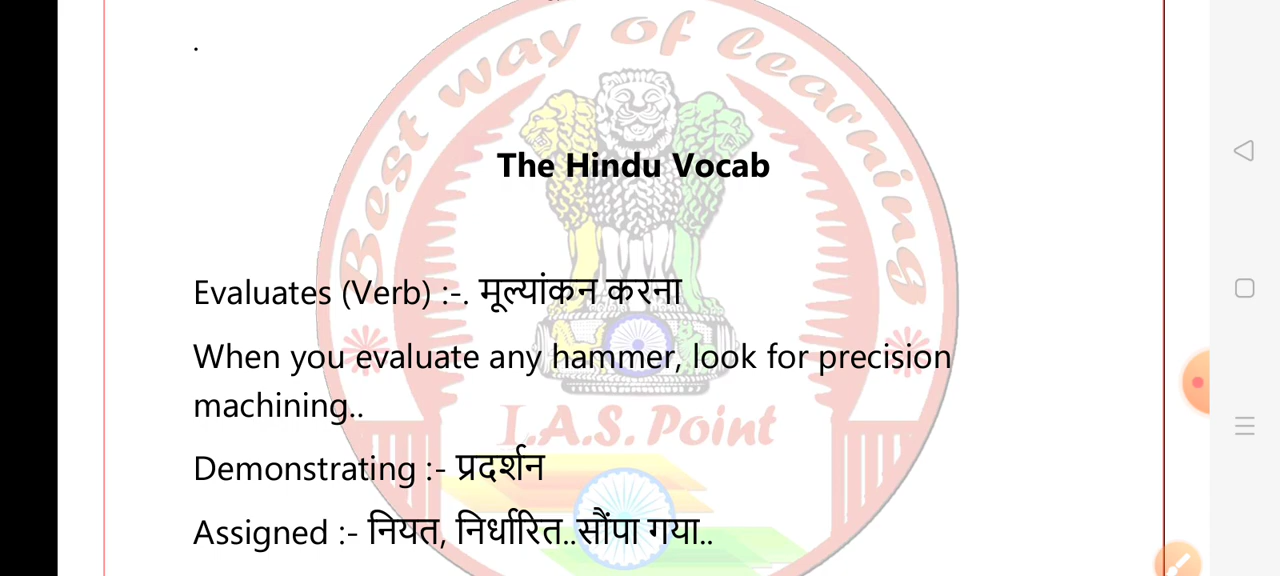 Best way of learning
.
The Hindu Vocab
Evaluates (Verb) :-. मूल्यांकन करना
When you evaluate any hammer, look for precision
machining..
I.A.S. Point
Demonstrating :- प्रदर्शन
Assigned :- नियत, निर्धारित..सौंपा गया..